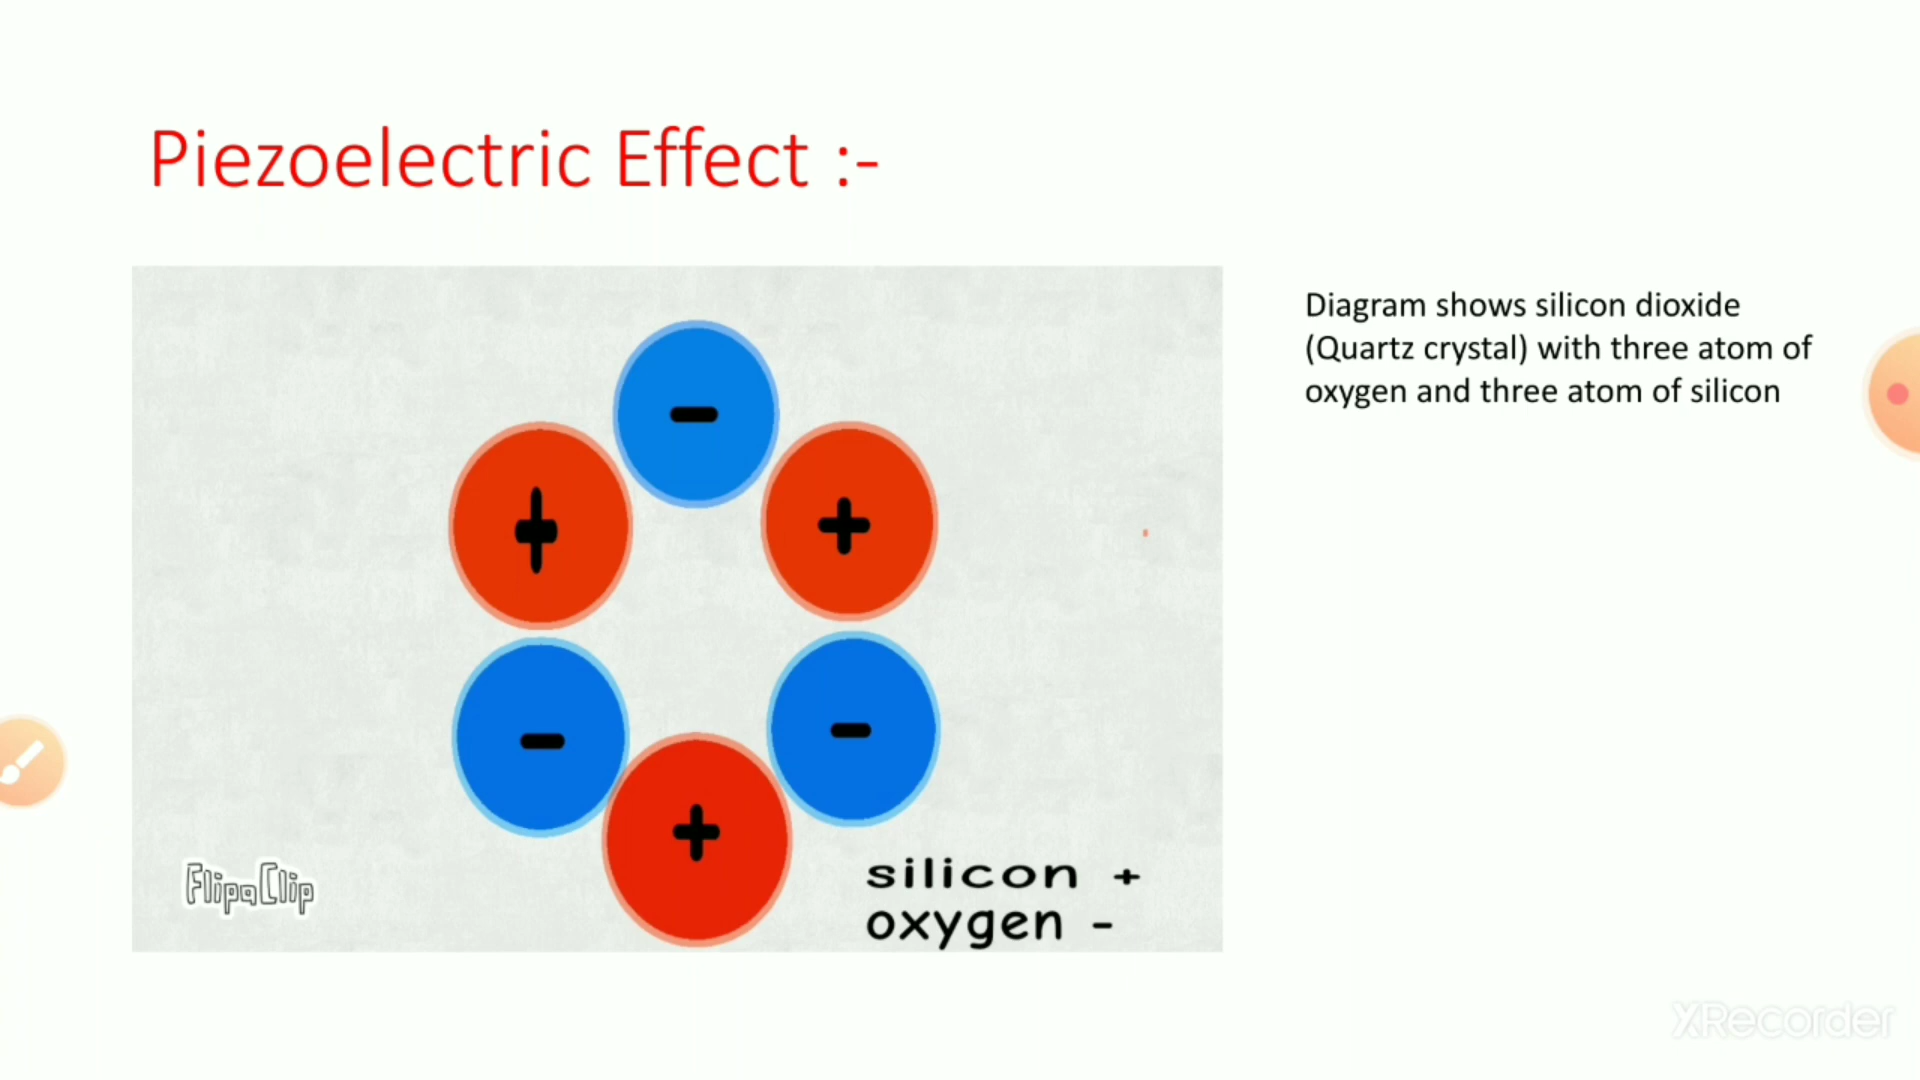 Piezoelectric Effect :-
Diagram shows silicon dioxide
(Quartz crystal) with three atom of
oxygen and three atom of silicon
-
+ +
- -
+
silicon +
oxygen -
FlipaClip
XRecorder